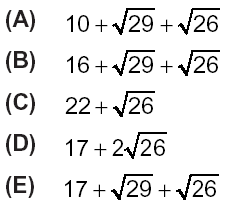 (A) 10 + √29 + √26
(B) 16 + √29 + √26
(C) 22 + √26
(D) 17 + 2√26
(E) 17 + √29 + √26